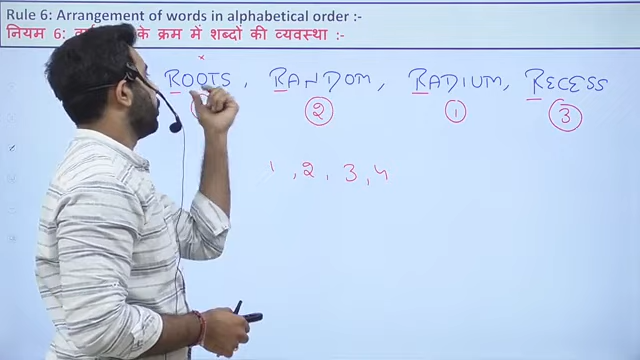 Rule 6: Arrangement of words in alphabetical order :-
नियम 6: के क्रम में शब्दों की व्यवस्था :-
×
ROOTS , RANDOM, RADIUM, RECESS
2 1 3
1 , 2 , 3 , 4